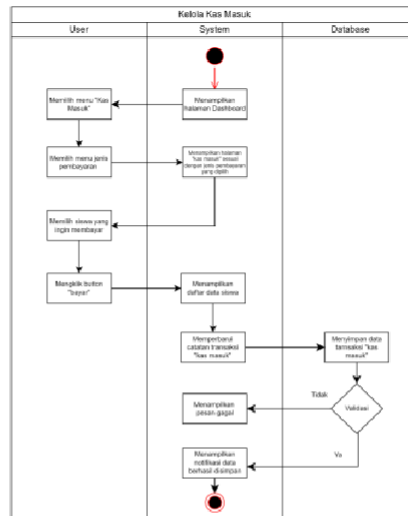 Kelola Kas Masuk
User
System
Database
Menampilkan
halaman Dashboard
Memilih menu "Kas
Masuk"
Memilih menu jenis
pembayaran
Menampilkan halaman
"kas masuk" sesuai
dengan jenis pembayaran
yang dipilih
Memilih siswa yang
ingin membayar
Mengklik button
"bayar"
Menampilkan
daftar data siswa
Memperbarui
catatan transaksi
"kas masuk"
Menyimpan data
transaksi "kas
masuk"
Validasi
Tidak
Menampilkan
pesan gagal
Ya
Menampilkan
notifikasi data
berhasil disimpan